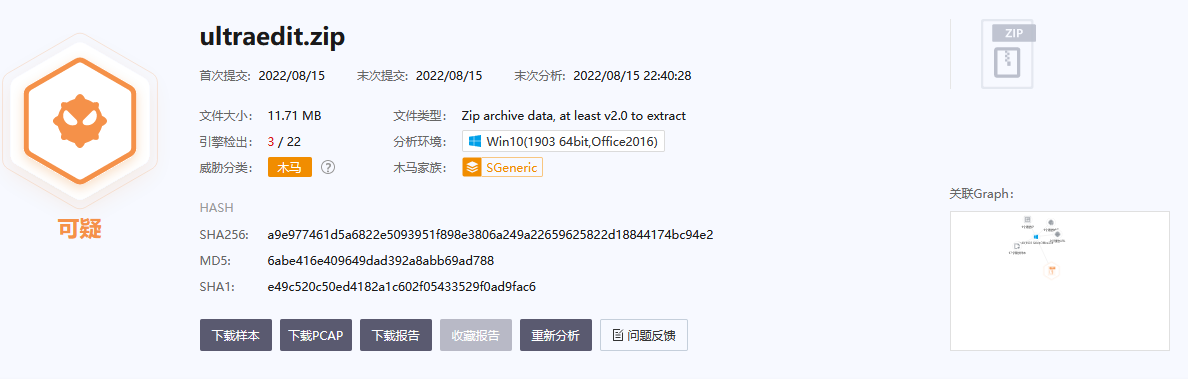 ultraedit.zip
首次提交: 2022/08/15 末次提交: 2022/08/15 末次分析: 2022/08/15 22:40:28
文件大小: 11.71 MB 文件类型: Zip archive data, at least v2.0 to extract
引擎检出: 3 / 22 分析环境: Win10(1903 64bit,Office2016)
威胁分类: 木马 ? 木马家族: SGeneric
可疑
HASH
SHA256: a9e977461d5a6822e5093951f898e3806a249a22659625822d18844174bc94e2
MD5: 6abe416e409649dad392a8abb69ad788
SHA1: e49c520c50ed4182a1c602f05433529f0ad9fac6
下载样本 下载PCAP 下载报告 收藏报告 重新分析 问题反馈
ZIP
关联Graph: